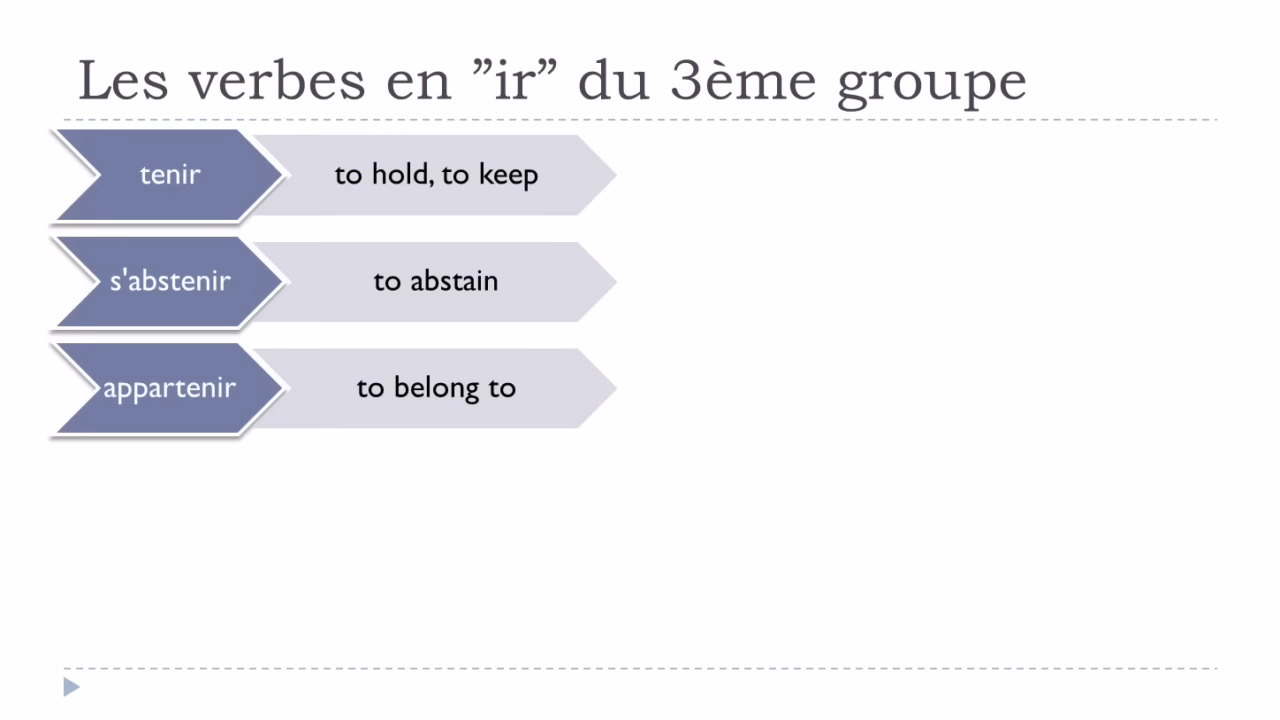 Les verbes en ”ir” du 3ème groupe
tenir to hold, to keep
s'abstenir to abstain
appartenir to belong to